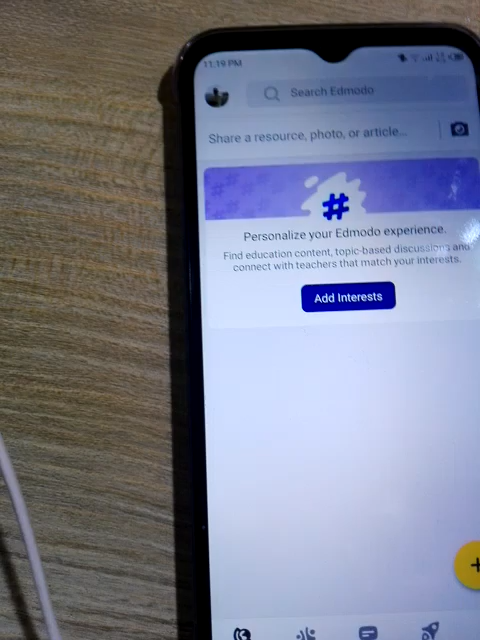 11:19 PM
Search Edmodo
Share a resource, photo, or article...
#
Personalize your Edmodo experience.
Find education content, topic-based discussions and
connect with teachers that match your interests.
Add Interests
+